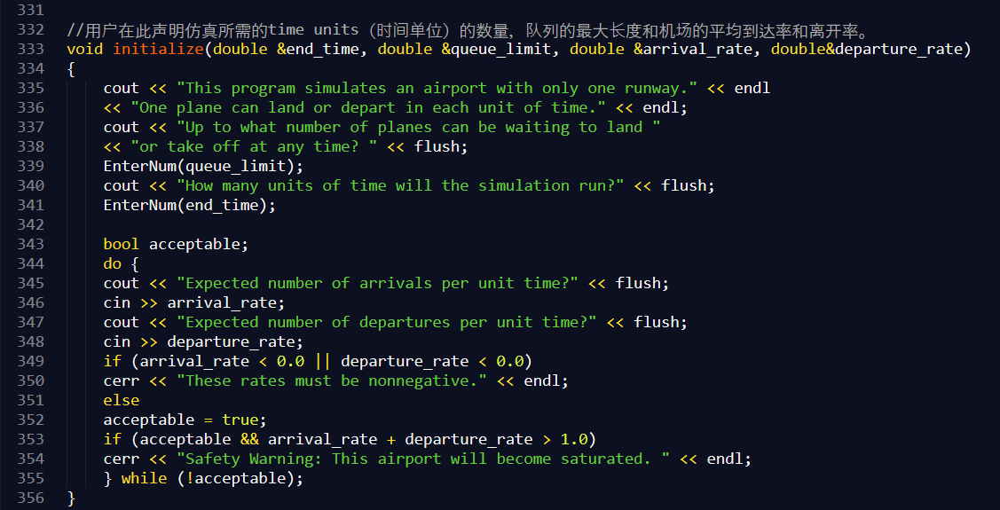 331
332 //用户在此声明仿真所需的time units（时间单位）的数量，队列的最大长度和机场的平均到达率和离开率。
333 void initialize(double &end_time, double &queue_limit, double &arrival_rate, double&departure_rate)
334 {
335     cout << "This program simulates an airport with only one runway." << endl
336     << "One plane can land or depart in each unit of time." << endl;
337     cout << "Up to what number of planes can be waiting to land "
338     << "or take off at any time? " << flush;
339     EnterNum(queue_limit);
340     cout << "How many units of time will the simulation run?" << flush;
341     EnterNum(end_time);
342
343     bool acceptable;
344     do {
345     cout << "Expected number of arrivals per unit time?" << flush;
346     cin >> arrival_rate;
347     cout << "Expected number of departures per unit time?" << flush;
348     cin >> departure_rate;
349     if (arrival_rate < 0.0 || departure_rate < 0.0)
350     cerr << "These rates must be nonnegative." << endl;
351     else
352     acceptable = true;
353     if (acceptable && arrival_rate + departure_rate > 1.0)
354     cerr << "Safety Warning: This airport will become saturated. " << endl;
355     } while (!acceptable);
356 }